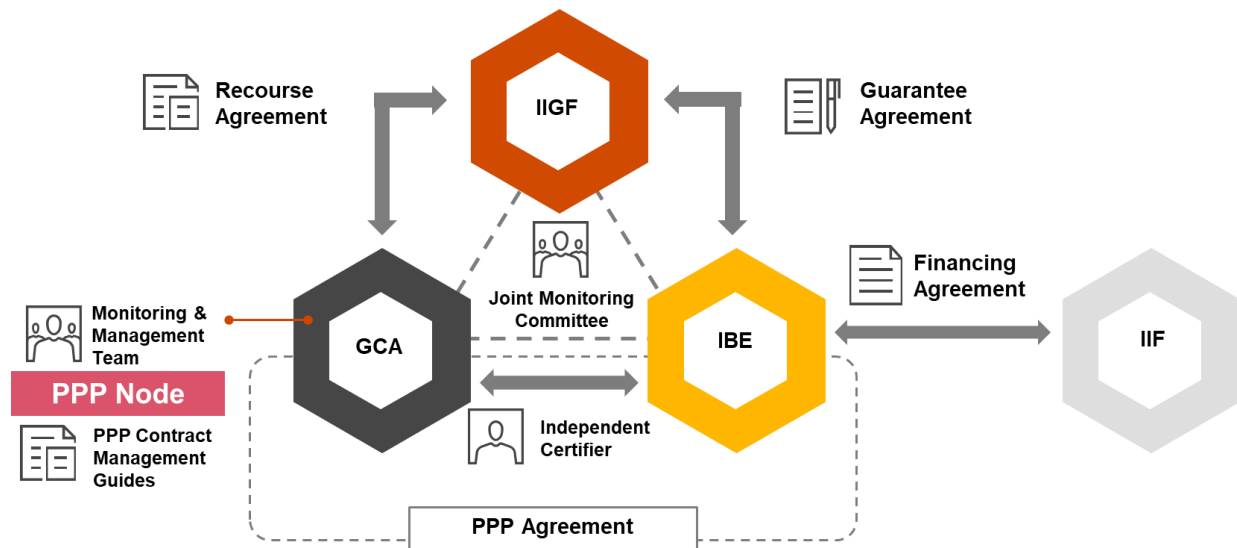 Recourse
Agreement
IIGF
Guarantee
Agreement
Joint Monitoring
Committee
Financing
Agreement
Monitoring &
Management
Team
GCA
IBE
IIF
PPP Node
PPP Contract
Management
Guides
Independent
Certifier
PPP Agreement